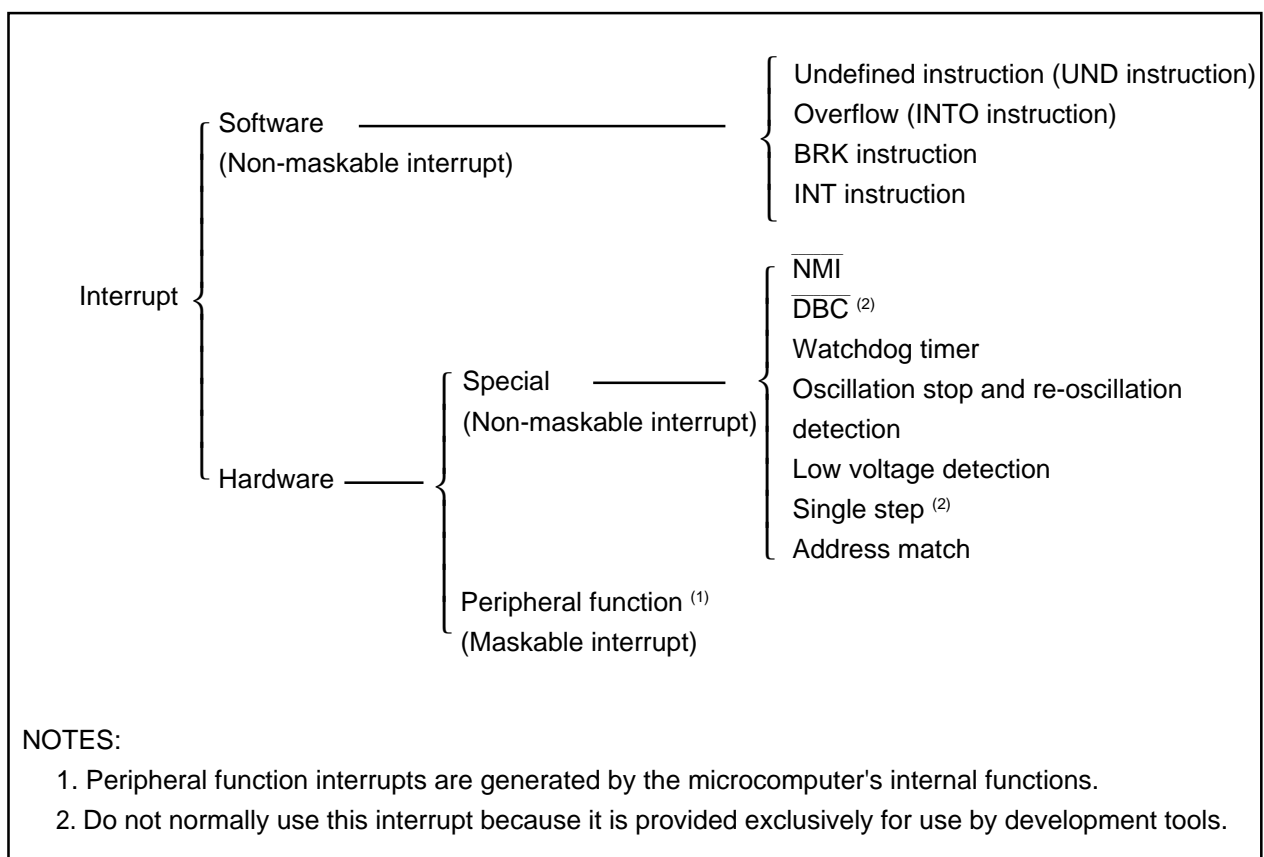 Interrupt
Software
(Non-maskable interrupt)
Undefined instruction (UND instruction)
Overflow (INTO instruction)
BRK instruction
INT instruction
Hardware
Special
(Non-maskable interrupt)
NMI
DBC (2)
Watchdog timer
Oscillation stop and re-oscillation
detection
Low voltage detection
Single step (2)
Address match
Peripheral function (1)
(Maskable interrupt)
NOTES:
1. Peripheral function interrupts are generated by the microcomputer's internal functions.
2. Do not normally use this interrupt because it is provided exclusively for use by development tools.